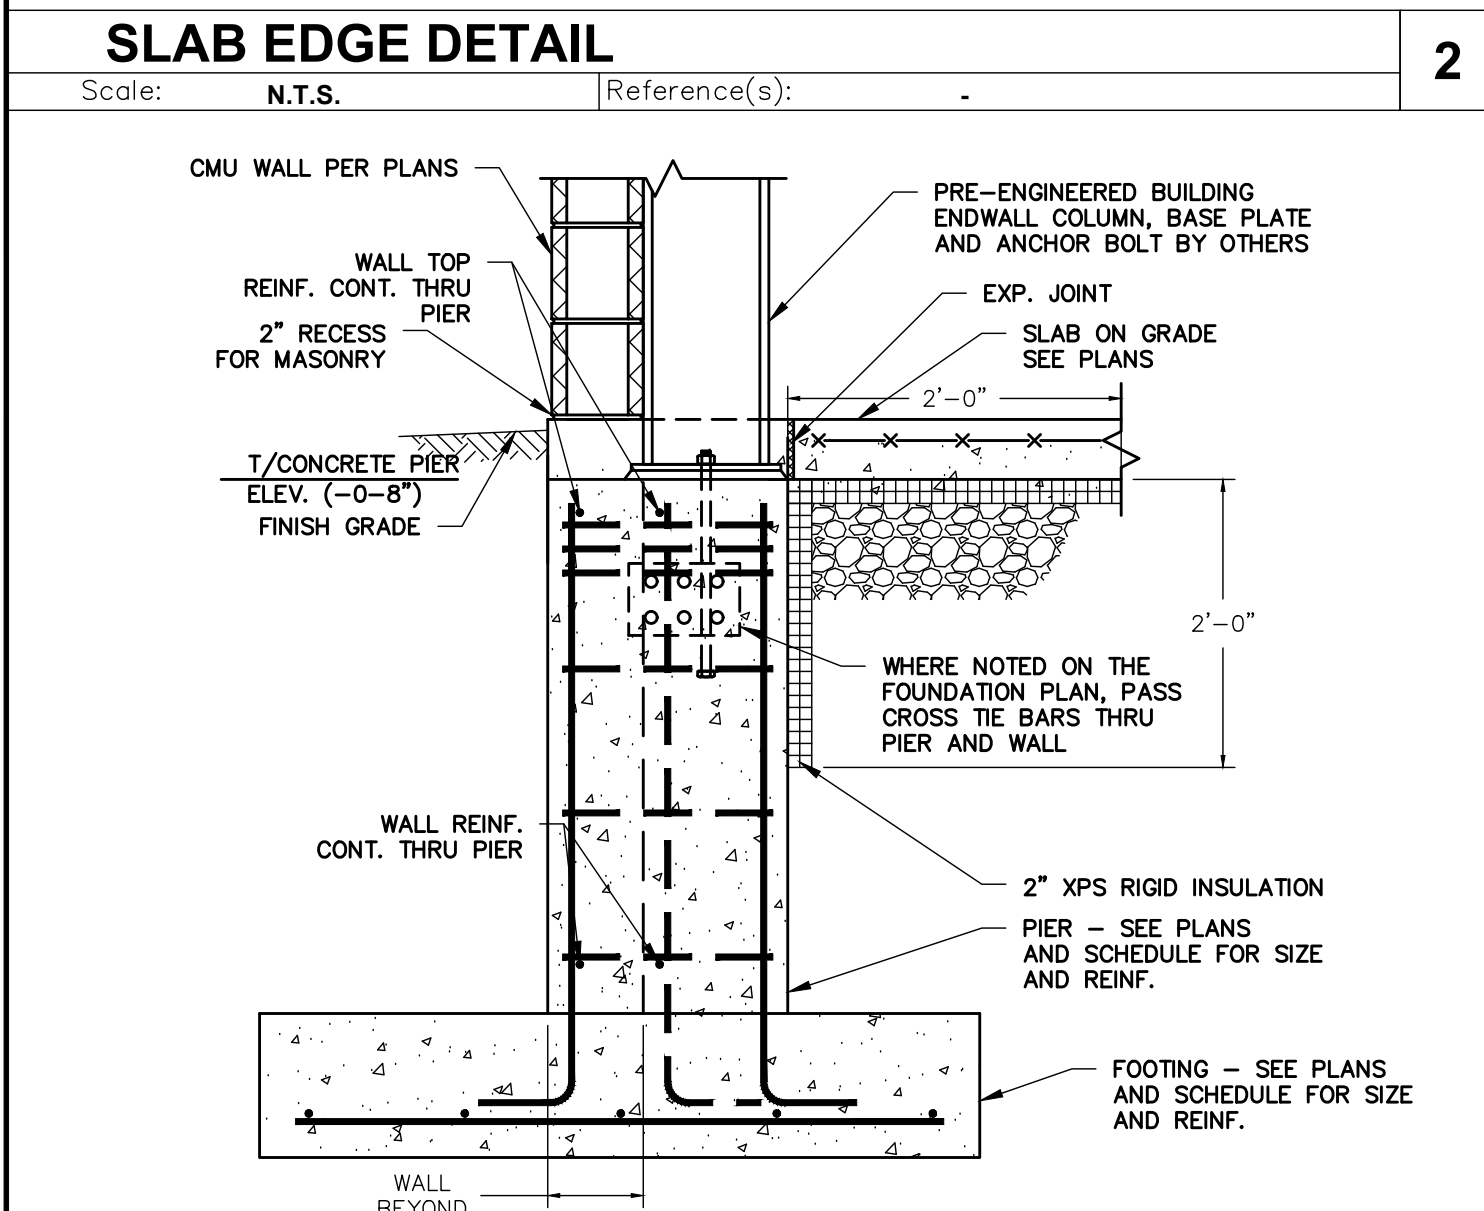 SLAB EDGE DETAIL
2
Scale: N.T.S. Reference(s): -
CMU WALL PER PLANS
WALL TOP
REINF. CONT. THRU
PIER
2" RECESS
FOR MASONRY
T/CONCRETE PIER
ELEV. (-0-8")
FINISH GRADE
PRE-ENGINEERED BUILDING
ENDWALL COLUMN, BASE PLATE
AND ANCHOR BOLT BY OTHERS
EXP. JOINT
SLAB ON GRADE
SEE PLANS
2'-0"
2'-0"
WHERE NOTED ON THE
FOUNDATION PLAN, PASS
CROSS TIE BARS THRU
PIER AND WALL
WALL REINF.
CONT. THRU PIER
2" XPS RIGID INSULATION
PIER - SEE PLANS
AND SCHEDULE FOR SIZE
AND REINF.
FOOTING - SEE PLANS
AND SCHEDULE FOR SIZE
AND REINF.
WALL
BEYOND